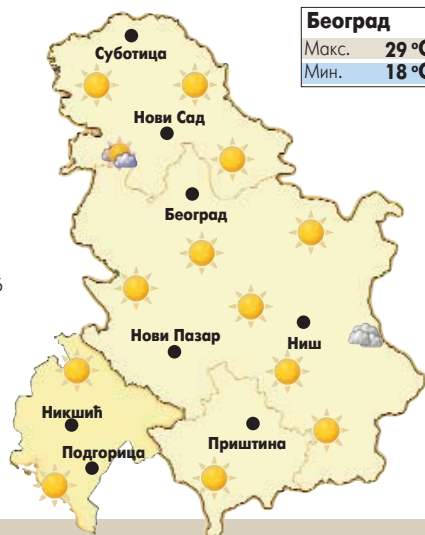 Београд
Макс. 29 °C
Мин. 18 °C
Суботица
Нови Сад
Београд
Нови Пазар
Ниш
Никшић
Приштина
Подгорица